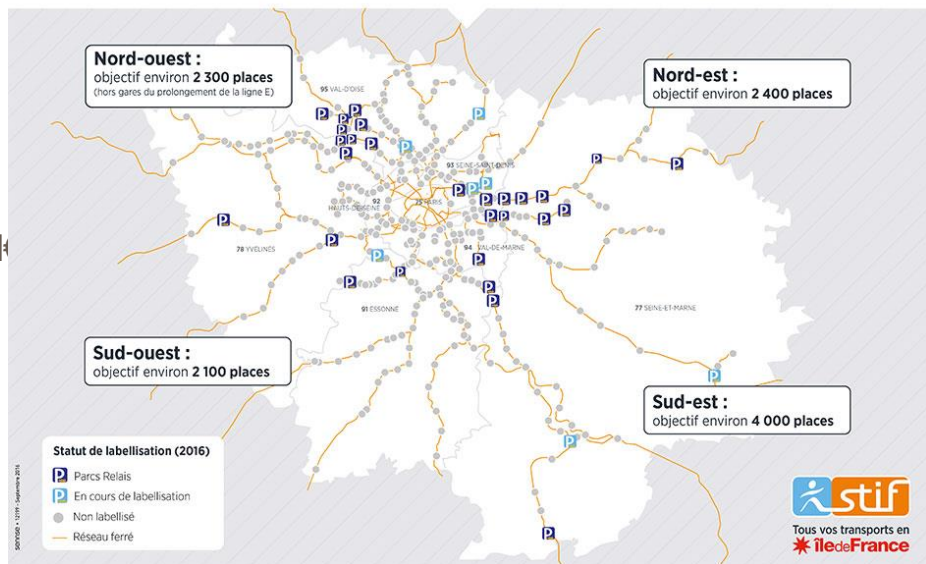 Nord-ouest :
objectif environ 2 300 places
(hors gares du prolongement de la ligne E)
Nord-est :
objectif environ 2 400 places
95 VAL-D'OISE
93 SEINE-SAINT-DENIS
92
HAUTS-DE-SEINE
75 PARIS
94 VAL-DE-MARNE
78 YVELINES
91 ESSONNE
77 SEINE-ET-MARNE
Sud-ouest :
objectif environ 2 100 places
Sud-est :
objectif environ 4 000 places
Statut de labellisation (2016)
P Parcs Relais
P En cours de labellisation
Non labellisé
Réseau ferré
stif
Tous vos transports en
île de France